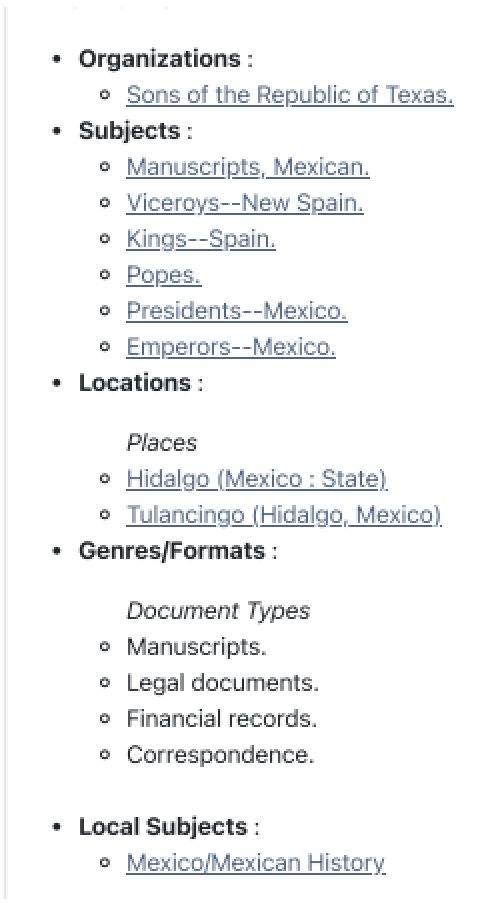 Organizations :
Sons of the Republic of Texas.
Subjects :
Manuscripts, Mexican.
Viceroys--New Spain.
Kings--Spain.
Popes.
Presidents--Mexico.
Emperors--Mexico.
Locations :
Places
Hidalgo (Mexico : State)
Tulancingo (Hidalgo, Mexico)
Genres/Formats :
Document Types
Manuscripts.
Legal documents.
Financial records.
Correspondence.
Local Subjects :
Mexico/Mexican History